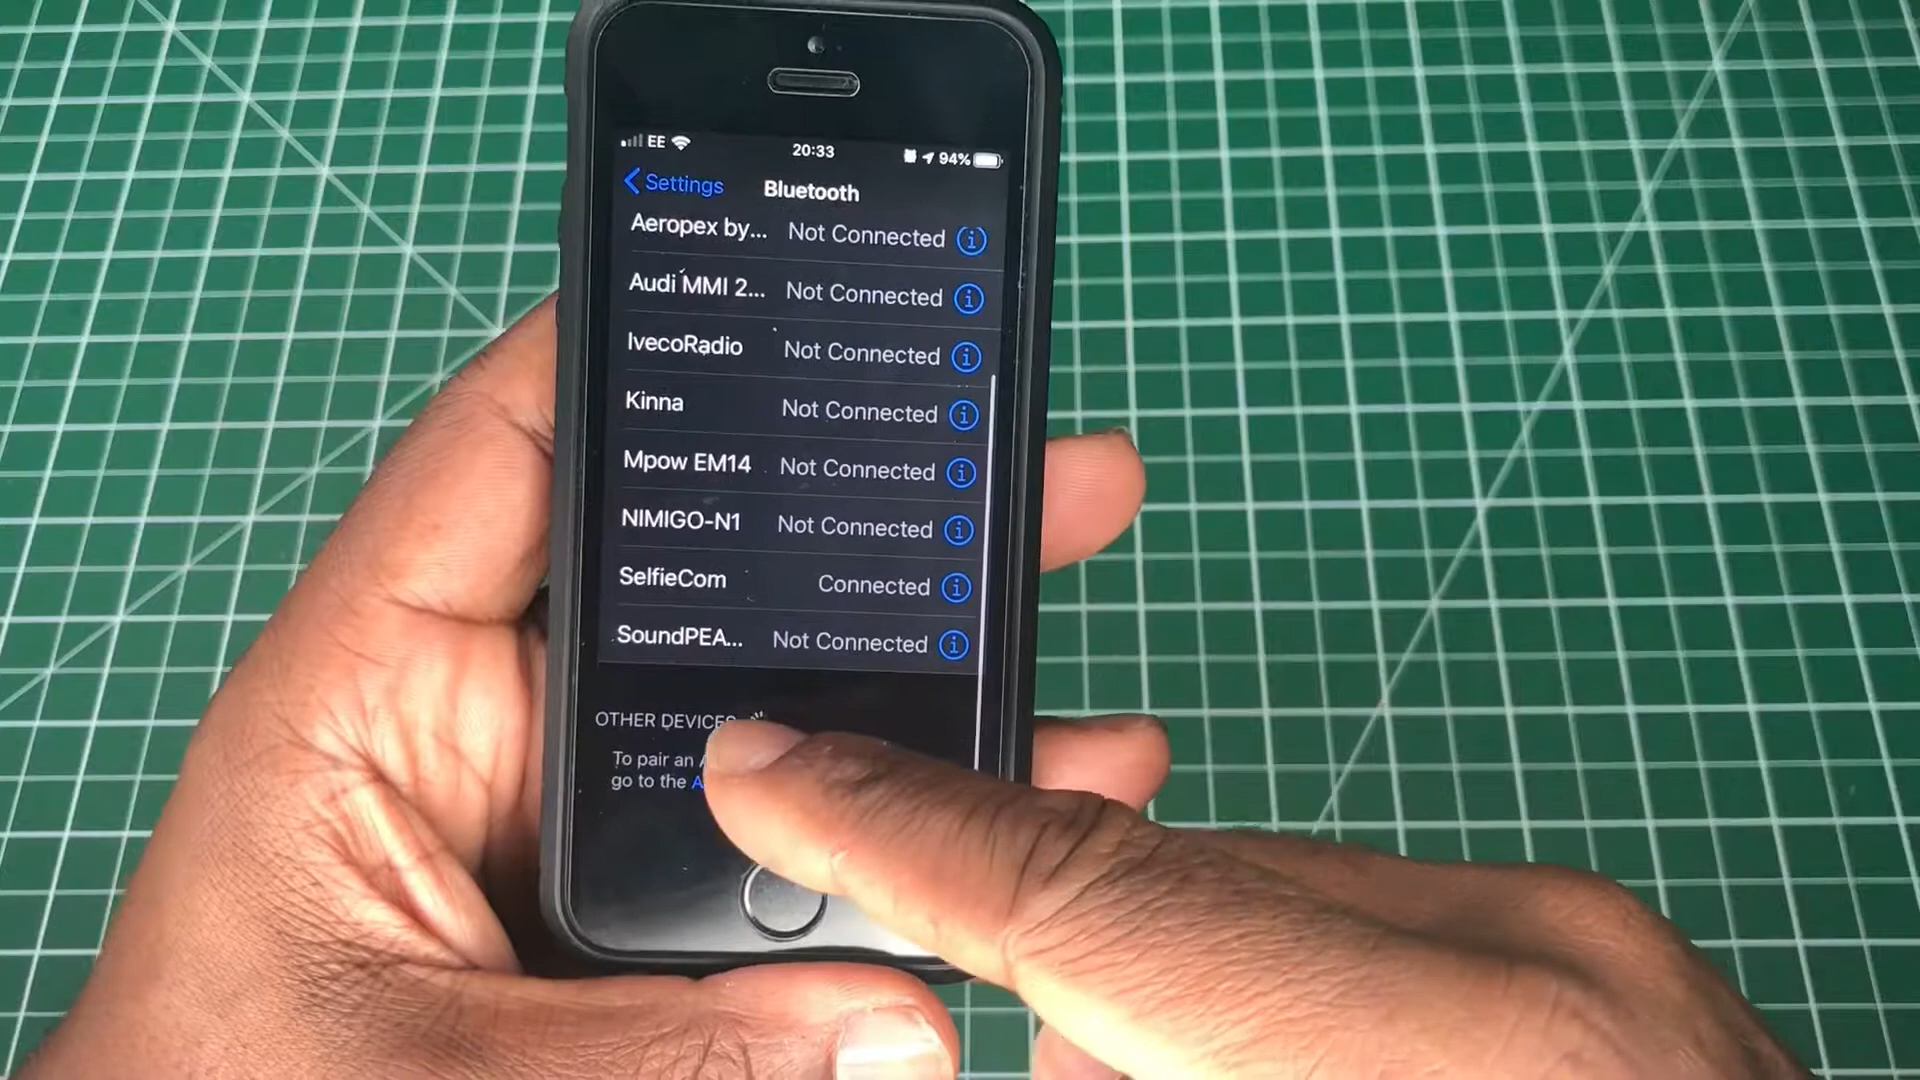 EE 20:33 94%
Settings Bluetooth
Aeropex by... Not Connected
Audi MMI 2... Not Connected
IvecoRadio Not Connected
Kinna Not Connected
Mpow EM14 Not Connected
NIMIGO-N1 Not Connected
SelfieCom Connected
SoundPEA... Not Connected
OTHER DEVICES
To pair an
go to the